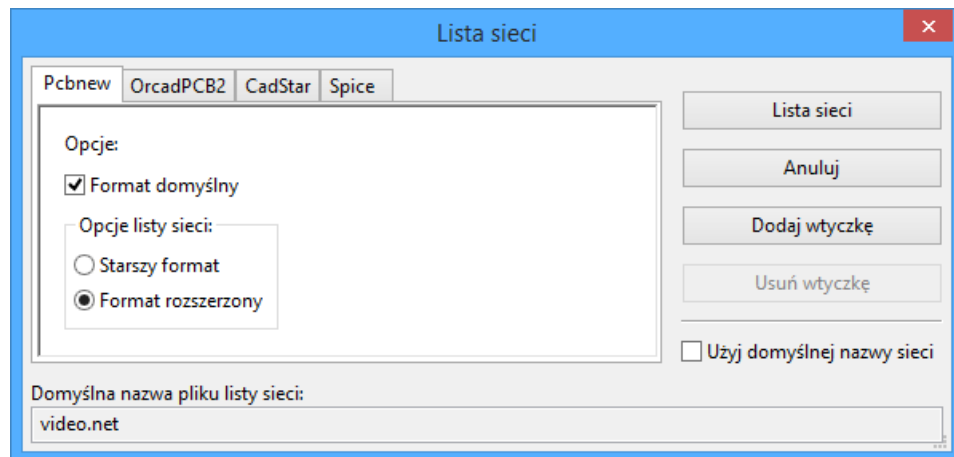 Lista sieci
Pcbnew OrcadPCB2 CadStar Spice
Opcje:
Format domyślny
Opcje listy sieci:
Starszy format
Format rozszerzony
Lista sieci
Anuluj
Dodaj wtyczkę
Usuń wtyczkę
Użyj domyślnej nazwy sieci
Domyślna nazwa pliku listy sieci:
video.net